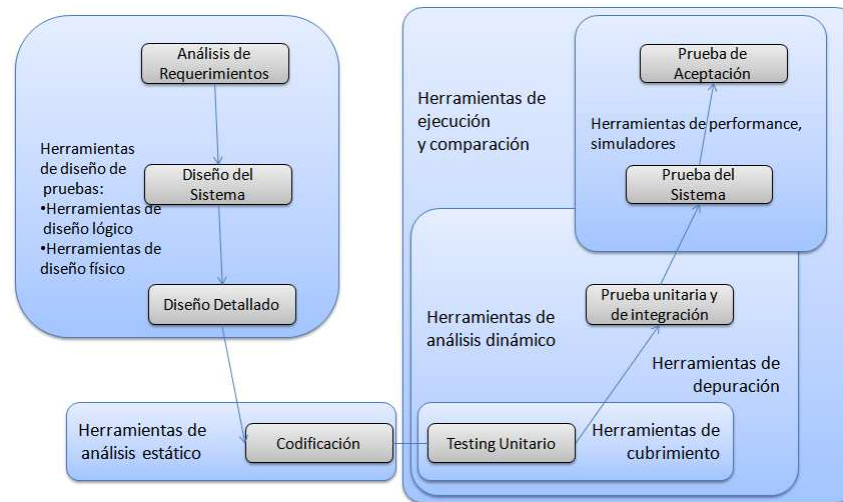 Análisis de
Requerimientos
Herramientas
de diseño de
pruebas:
•Herramientas de
diseño lógico
•Herramientas de
diseño físico
Diseño del
Sistema
Diseño Detallado
Herramientas de
análisis estático
Codificación
Herramientas de
ejecución
y comparación
Prueba de
Aceptación
Herramientas de performance,
simuladores
Prueba del
Sistema
Prueba unitaria y
de integración
Herramientas de
análisis dinámico
Herramientas de
depuración
Testing Unitario
Herramientas de
cubrimiento